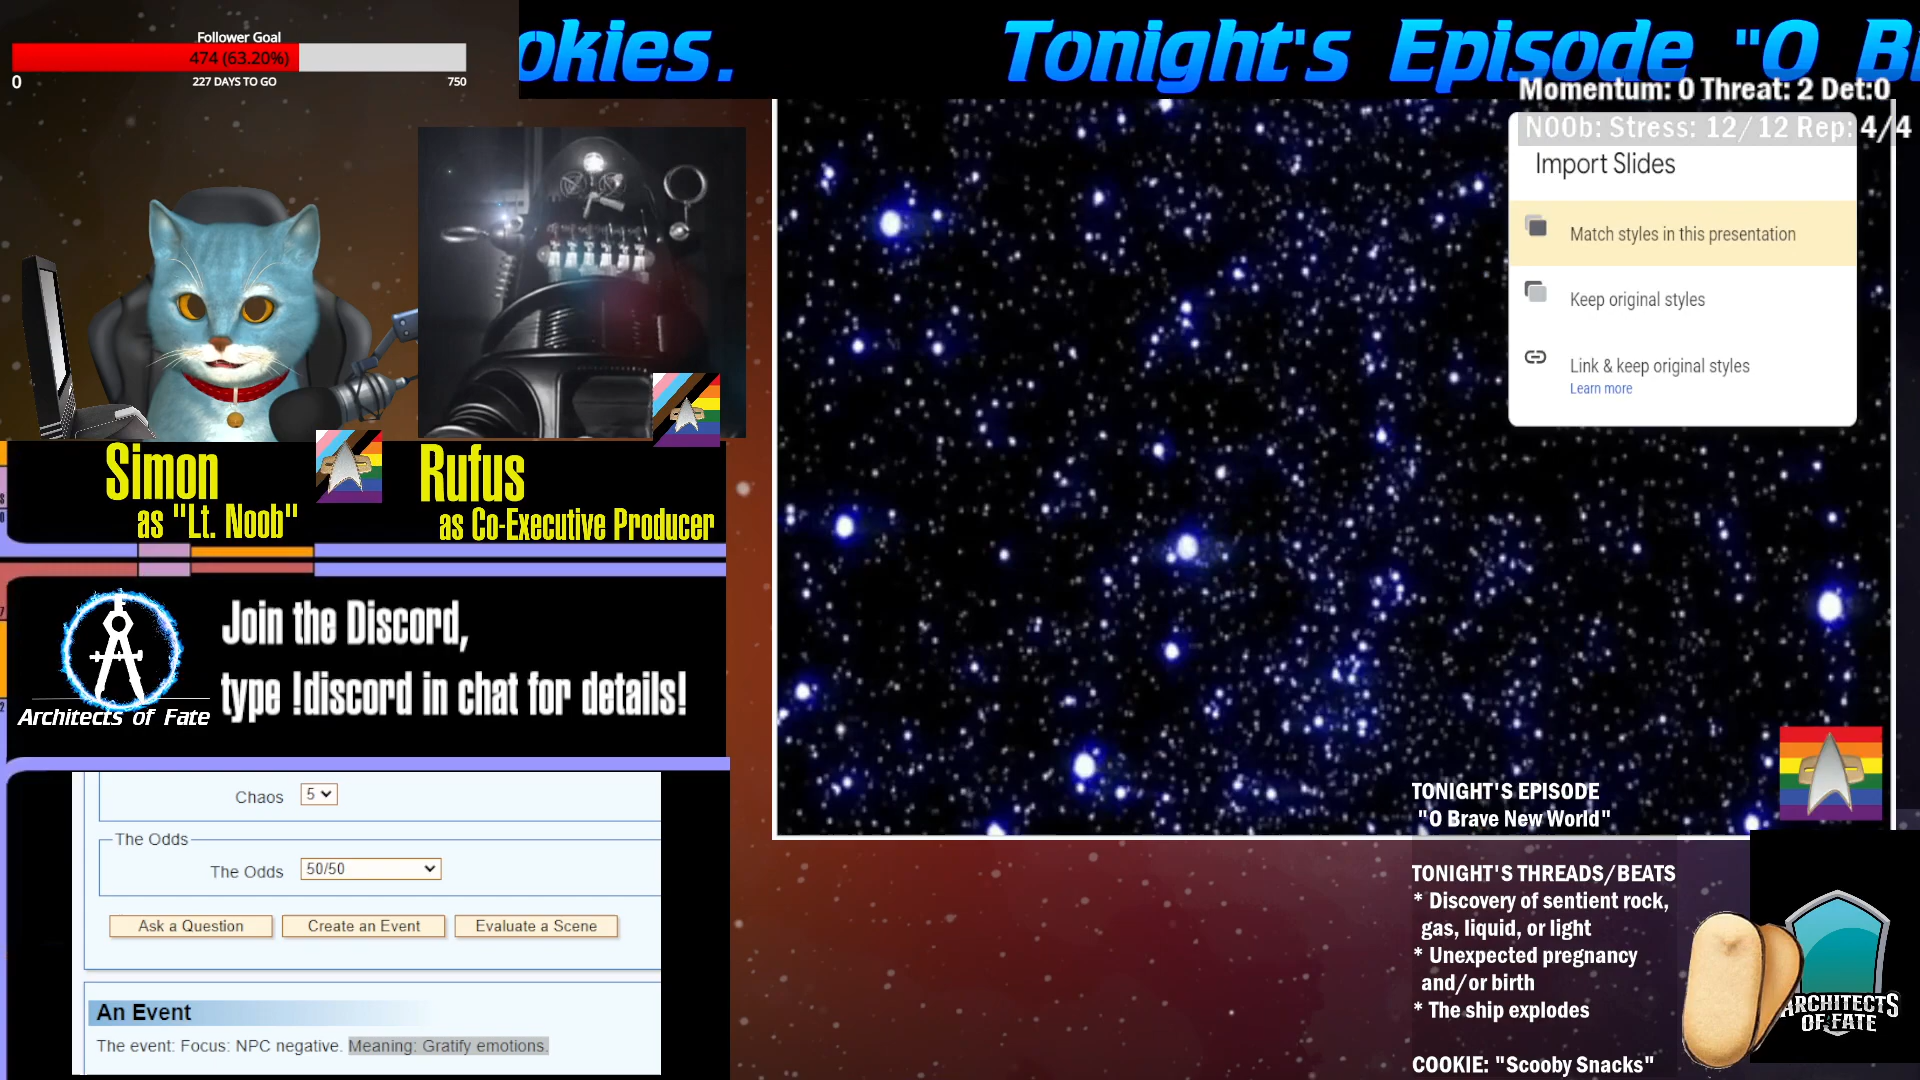 Follower Goal
474 (63.20%)
0
227 DAYS TO GO
750
okies.
Tonight's Episode "O B
Momentum: 0 Threat: 2 Det:0
N00b: Stress: 12/12 Rep: 4/4
Import Slides
Match styles in this presentation
Keep original styles
Link & keep original styles
Learn more
Simon
as "Lt. Noob"
Rufus
as Co-Executive Producer
Join the Discord,
type !discord in chat for details!
Architects of Fate
Chaos
5
The Odds
The Odds
50/50
Ask a Question
Create an Event
Evaluate a Scene
An Event
The event: Focus: NPC negative. Meaning: Gratify emotions.
TONIGHT'S EPISODE
"O Brave New World"
TONIGHT'S THREADS/BEATS
* Discovery of sentient rock,
gas, liquid, or light
* Unexpected pregnancy
and/or birth
* The ship explodes
COOKIE: "Scooby Snacks"
ARCHITECTS
OF FATE